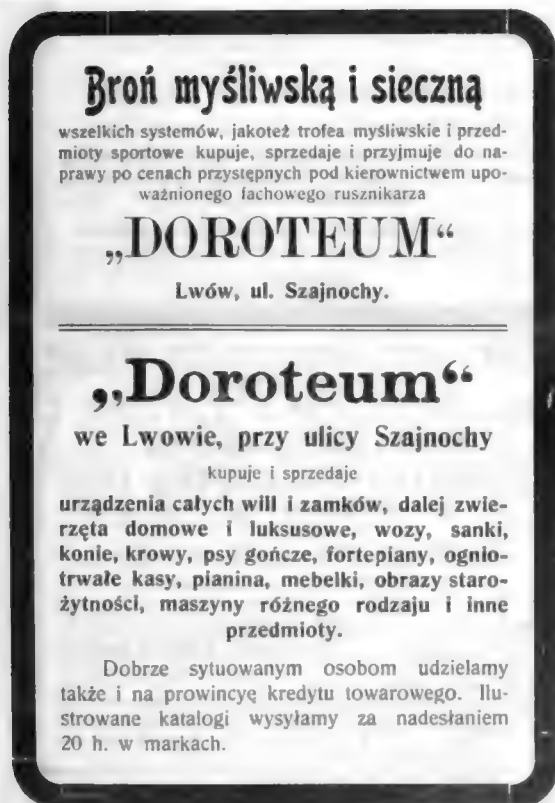 Broń myśliwską i sieczną
wszelkich systemów, jakoteż trofea myśliwskie i przed-
mioty sportowe kupuje, sprzedaje i przyjmuje do na-
prawy po cenach przystępnych pod kierownictwem upo-
ważnionego fachowego rusznikarza
„DOROTEUM“
Lwów, ul. Szajnochy.
„Doroteum“
we Lwowie, przy ulicy Szajnochy
kupuje i sprzedaje
urządzenia całych will i zamków, dalej zwie-
rzęta domowe i luksusowe, wozy, sanki,
konie, krowy, psy gończe, fortepiany, ognio-
trwałe kasy, pianina, mebelki, obrazy staro-
żytności, maszyny różnego rodzaju i inne
przedmioty.
Dobrze sytuowanym osobom udzielamy
także i na prowincyę kredytu towarowego. Ilu-
strowane katalogi wysyłamy za nadesłaniem
20 h. w markach.